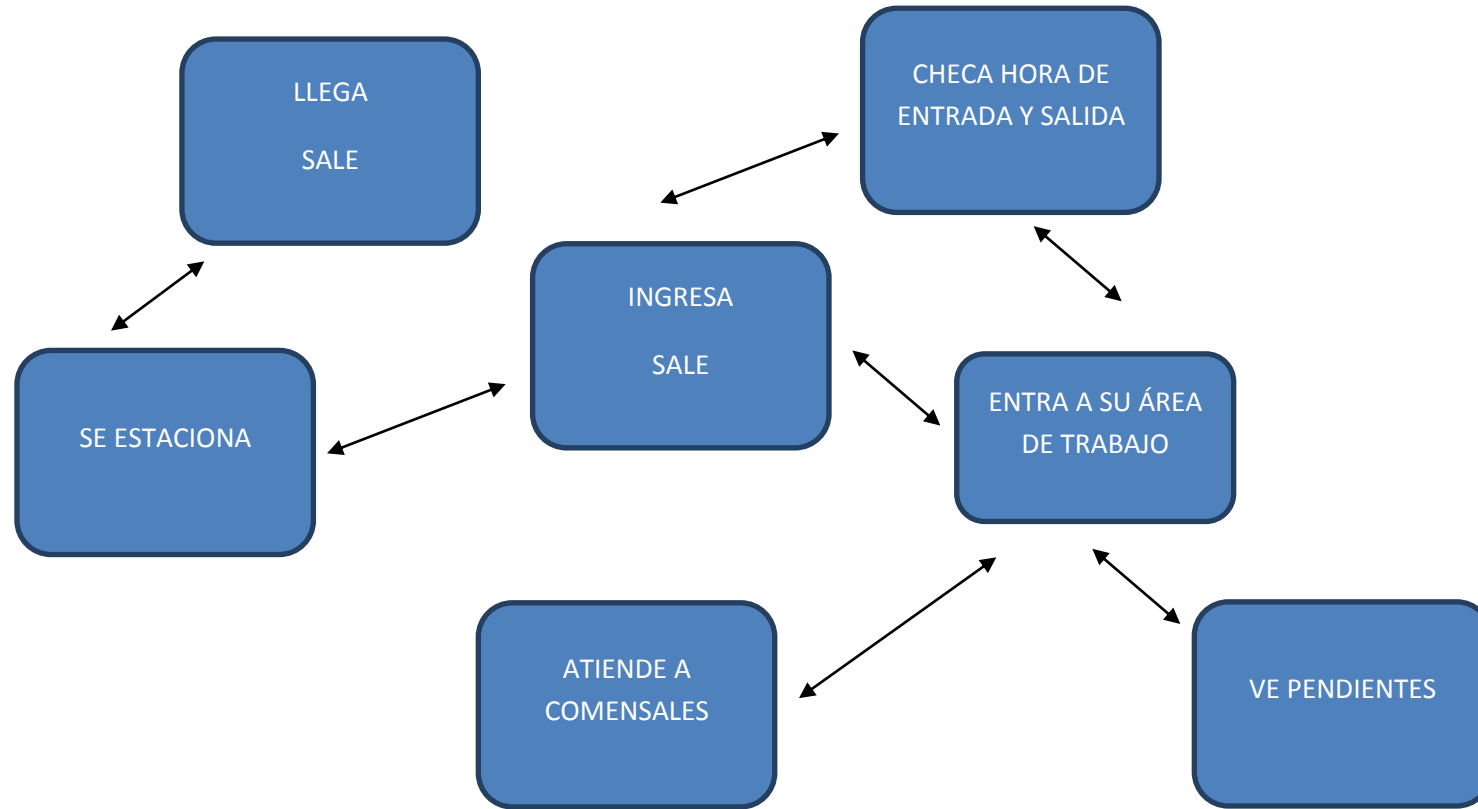 LLEGA
SALE
CHECA HORA DE
ENTRADA Y SALIDA
INGRESA
SALE
SE ESTACIONA
ENTRA A SU ÁREA
DE TRABAJO
ATIENDE A
COMENSALES
VE PENDIENTES